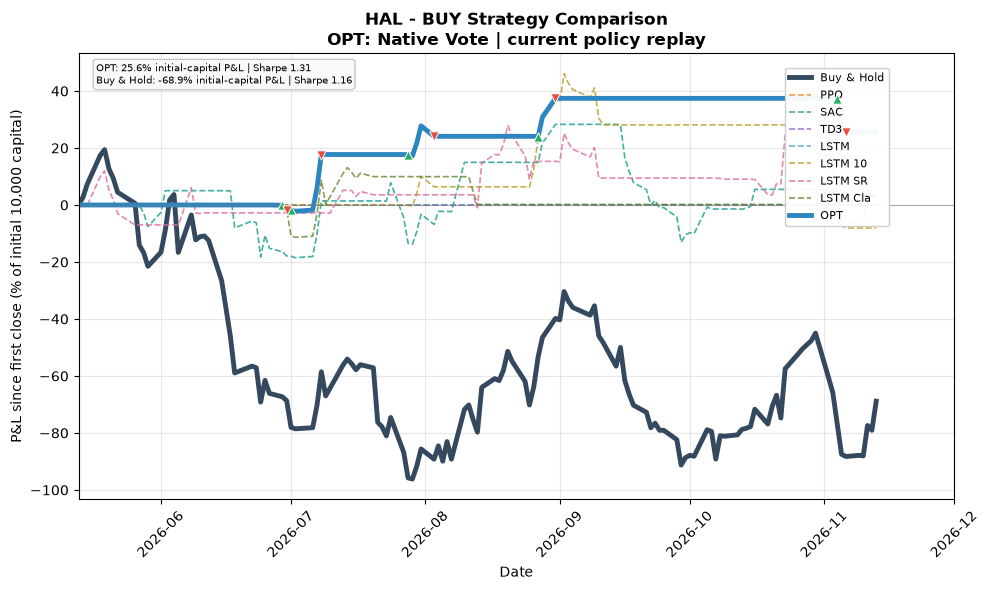 HAL - BUY Strategy Comparison
OPT: Native Vote | current policy replay
OPT: 25.6% initial-capital P&L | Sharpe 1.31
Buy & Hold: -68.9% initial-capital P&L | Sharpe 1.16
Buy & Hold
PPO
SAC
TD3
LSTM
LSTM 10
LSTM SR
LSTM Cla
OPT
P&L since first close (% of initial 10,000 capital)
40
20
0
−20
−40
−60
−80
−100
2026-06
2026-07
2026-08
2026-09
2026-10
2026-11
2026-12
Date